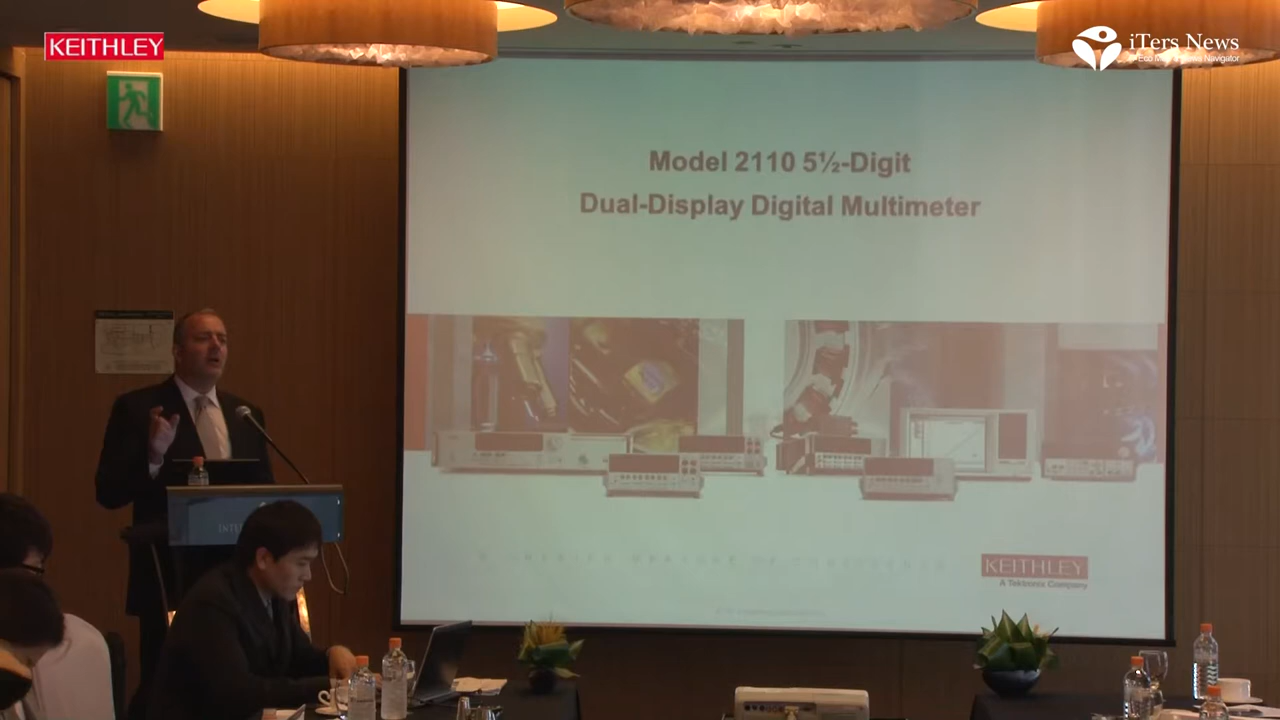 KEITHLEY
iTers News
Model 2110 5½-Digit
Dual-Display Digital Multimeter
KEITHLEY
A Tektronix Company